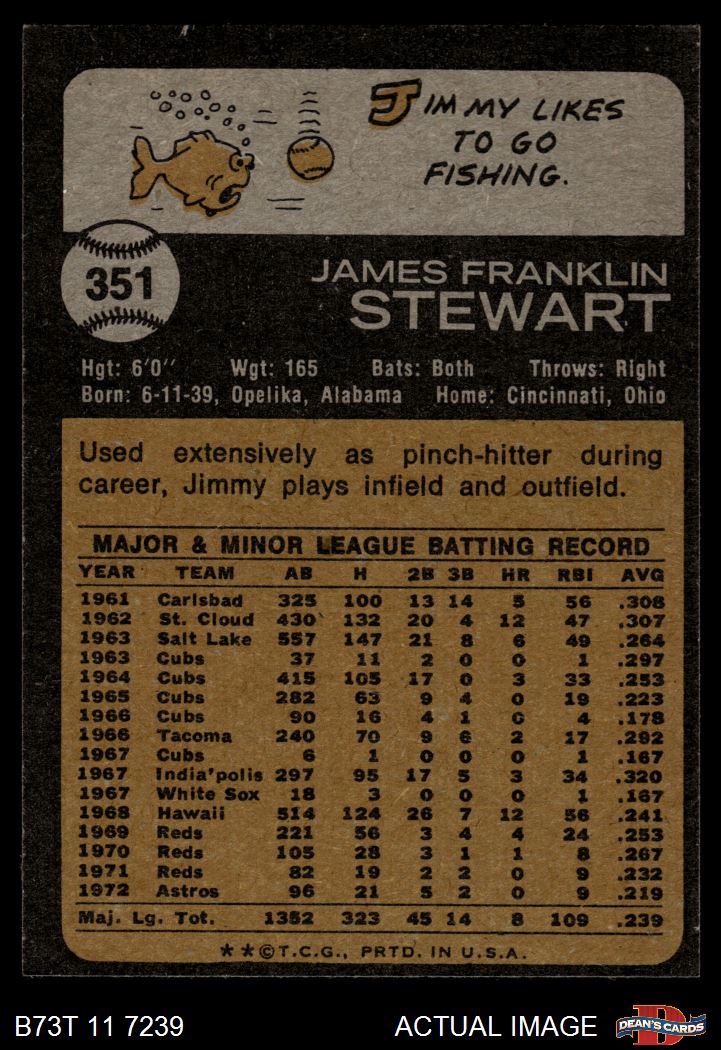 JIMMY LIKES
TO GO
FISHING.
351
JAMES FRANKLIN
STEWART
Hgt: 6'0" Wgt: 165 Bats: Both Throws: Right
Born: 6-11-39, Opelika, Alabama Home: Cincinnati, Ohio
Used extensively as pinch-hitter during
career, Jimmy plays infield and outfield.
MAJOR & MINOR LEAGUE BATTING RECORD
YEAR TEAM AB H 2B 3B HR RBI AVG
1961 Carlsbad 325 100 13 14 5 56 .308
1962 St. Cloud 430 132 20 4 12 47 .307
1963 Salt Lake 557 147 21 8 6 49 .264
1963 Cubs 37 11 2 0 0 1 .297
1964 Cubs 415 105 17 0 3 33 .253
1965 Cubs 282 63 9 4 0 19 .223
1966 Cubs 90 16 4 1 0 4 .178
1966 Tacoma 240 70 9 6 2 17 .292
1967 Cubs 6 1 0 0 0 1 .167
1967 India'polis 297 95 17 5 3 34 .320
1967 White Sox 18 3 0 0 0 1 .167
1968 Hawaii 514 124 26 7 12 56 .241
1969 Reds 221 56 3 4 4 24 .253
1970 Reds 105 28 3 1 1 8 .267
1971 Reds 82 19 2 2 0 9 .232
1972 Astros 96 21 5 2 0 9 .219
Maj. Lg. Tot. 1352 323 45 14 8 109 .239
* * © T.C.G., PRTD. IN U.S.A.
B73T 11 7239 ACTUAL IMAGE
D
DEAN'S CARDS